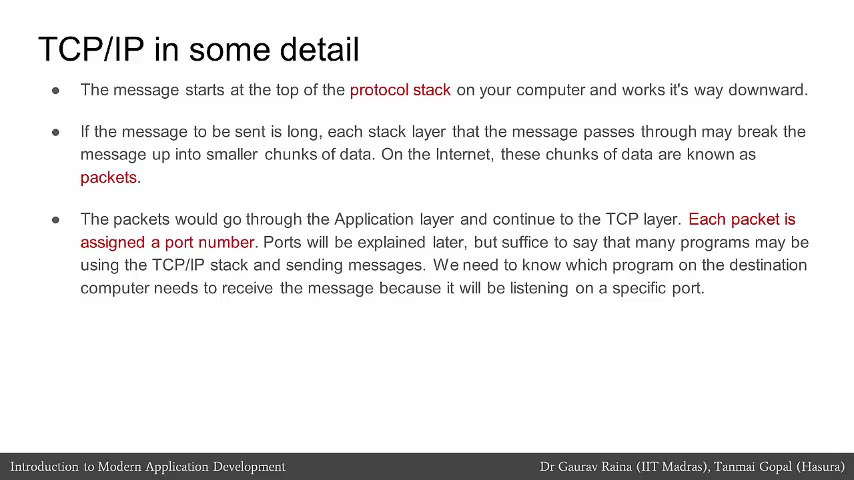 TCP/IP in some detail
● The message starts at the top of the protocol stack on your computer and works it's way downward.
● If the message to be sent is long, each stack layer that the message passes through may break the
message up into smaller chunks of data. On the Internet, these chunks of data are known as
packets.
● The packets would go through the Application layer and continue to the TCP layer. Each packet is
assigned a port number. Ports will be explained later, but suffice to say that many programs may be
using the TCP/IP stack and sending messages. We need to know which program on the destination
computer needs to receive the message because it will be listening on a specific port.
Introduction to Modern Application Development
Dr Gaurav Raina (IIT Madras), Tanmai Gopal (Hasura)